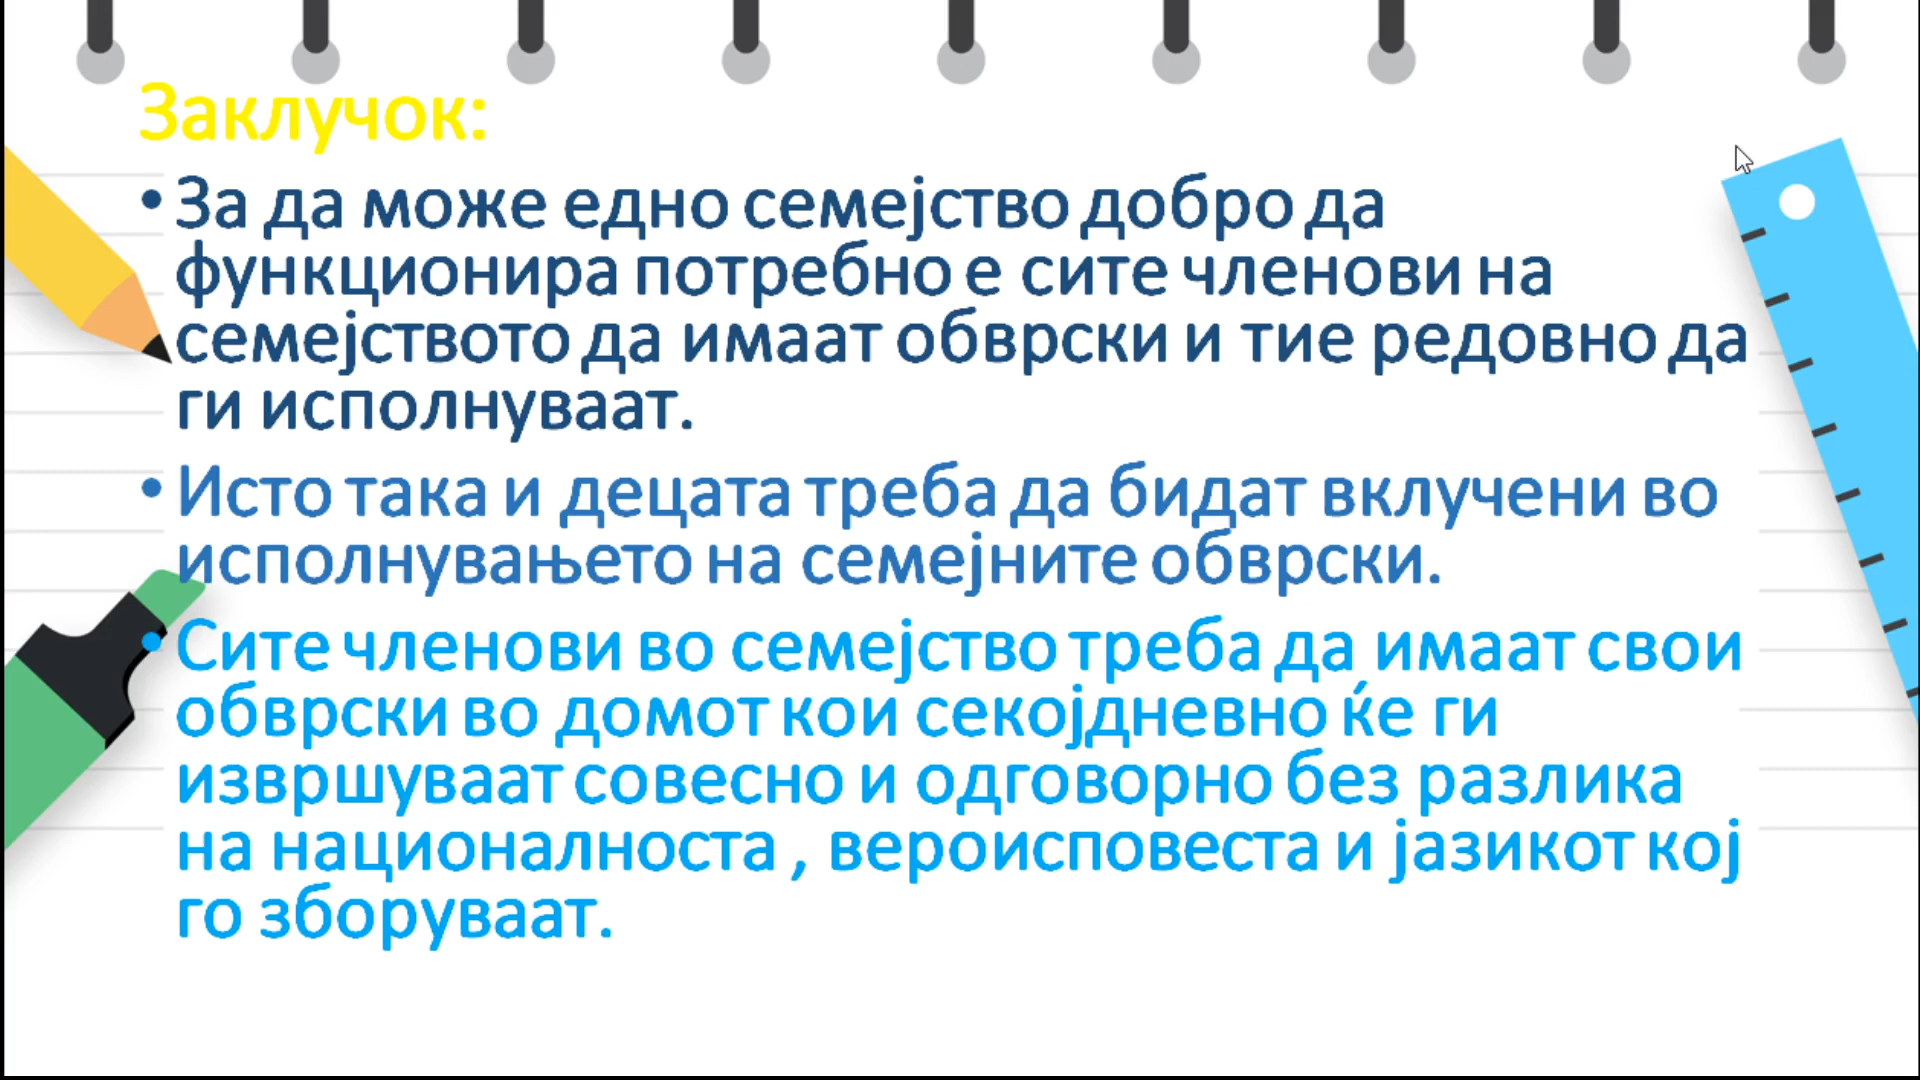 Заклучок:
• За да може едно семејство добро да
функционира потребно е сите членови на
семејството да имаат обврски и тие редовно да
ги исполнуваат.
• Исто така и децата треба да бидат вклучени во
исполнувањето на семејните обврски.
• Сите членови во семејство треба да имаат свои
обврски во домот кои секојдневно ќе ги
извршуваат совесно и одговорно без разлика
на националноста , вероисповеста и јазикот кој
го зборуваат.